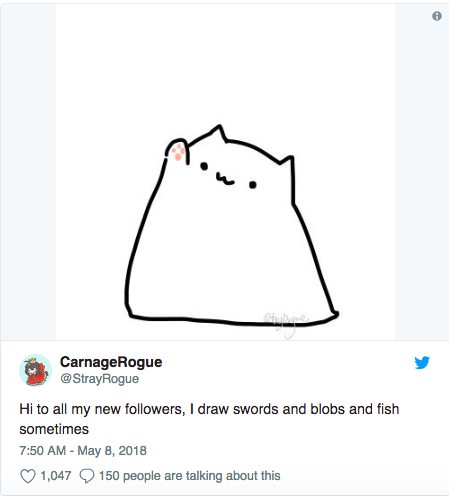 StrayRogue
CarnageRogue
@StrayRogue
Hi to all my new followers, I draw swords and blobs and fish
sometimes
7:50 AM - May 8, 2018
1,047 150 people are talking about this